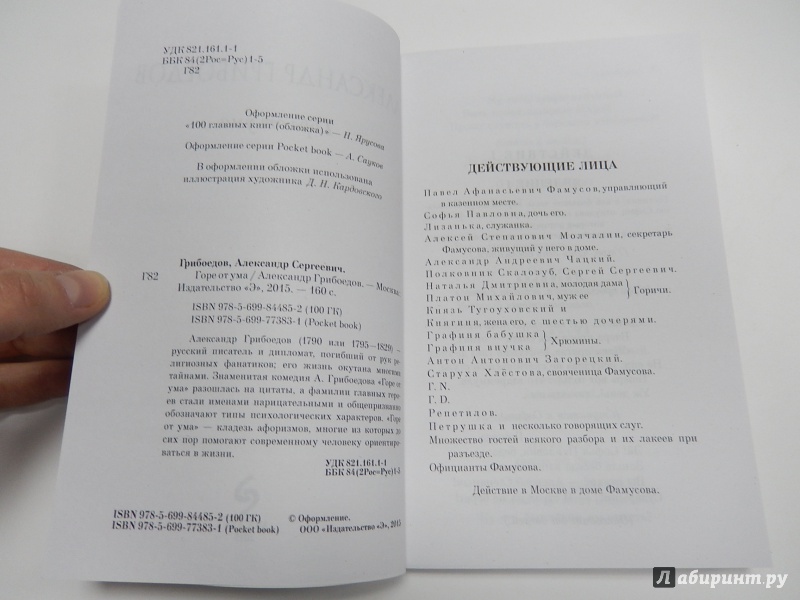 УДК 821.161.1-1
ББК 84(2Рос=Рус)1-5
Г82
Оформление серии
«100 главных книг (обложка)» — Н. Ярусова
Оформление серии Pocket book — А. Саукова
В оформлении обложки использована
иллюстрация художника Д. Н. Кардовского
Грибоедов, Александр Сергеевич.
Г82 Горе от ума / Александр Грибоедов. — Москва:
Издательство «Э», 2015. — 160 с.
ISBN 978-5-699-84485-2 (100 ГК)
ISBN 978-5-699-77383-1 (Pocket book)
Александр Грибоедов (1790 или 1795—1829) –
русский писатель и дипломат, погибший от рук ре-
лигиозных фанатиков; его жизнь окутана многими
тайнами. Знаменитая комедия А. Грибоедова «Горе от
ума» разошлась на цитаты, а фамилии главных геро-
ев стали именами нарицательными и общепризнанно
обозначают типы психологических характеров. «Горе
от ума» — кладезь афоризмов, многие из которых до
сих пор помогают современному человеку ориентиро-
ваться в жизни.
УДК 821.161.1-1
ББК 84(2Рос=Рус)1-5
ISBN 978-5-699-84485-2 (100 ГК)
ISBN 978-5-699-77383-1 (Pocket book)
© Оформление.
ООО «Издательство «Э», 2015
ДЕЙСТВУЮЩИЕ ЛИЦА
Павел Афанасьевич Фамусов, управляющий
в казенном месте.
Софья Павловна, дочь его.
Лизанька, служанка.
Алексей Степанович Молчалин, секретарь
Фамусова, живущий у него в доме.
Александр Андреевич Чацкий.
Полковник Скалозуб, Сергей Сергеевич.
Наталья Дмитриевна, молодая дама
Платон Михайлович, муж ее
Горичи.
Князь Тугоуховский и
Княгиня, жена его, с шестью дочерями.
Графиня бабушка
Графиня внучка
Хрюмины.
Антон Антонович Загорецкий.
Старуха Хлёстова, свояченица Фамусова.
Г. N.
Г. D.
Репетилов.
Петрушка и несколько говорящих слуг.
Множество гостей всякого разбора и их лакеев при
разъезде.
Официанты Фамусова.
Действие в Москве в доме Фамусова.
Лабиринт.ру